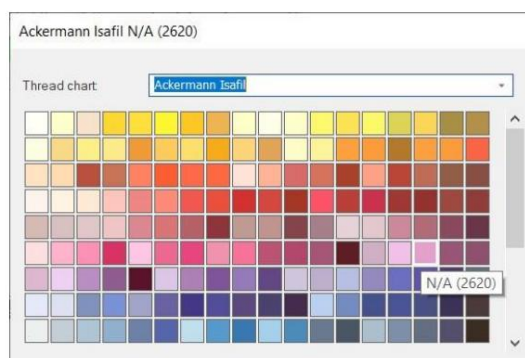 Ackermann Isafil N/A (2620)
Thread chart
Ackermann Isafil
N/A (2620)